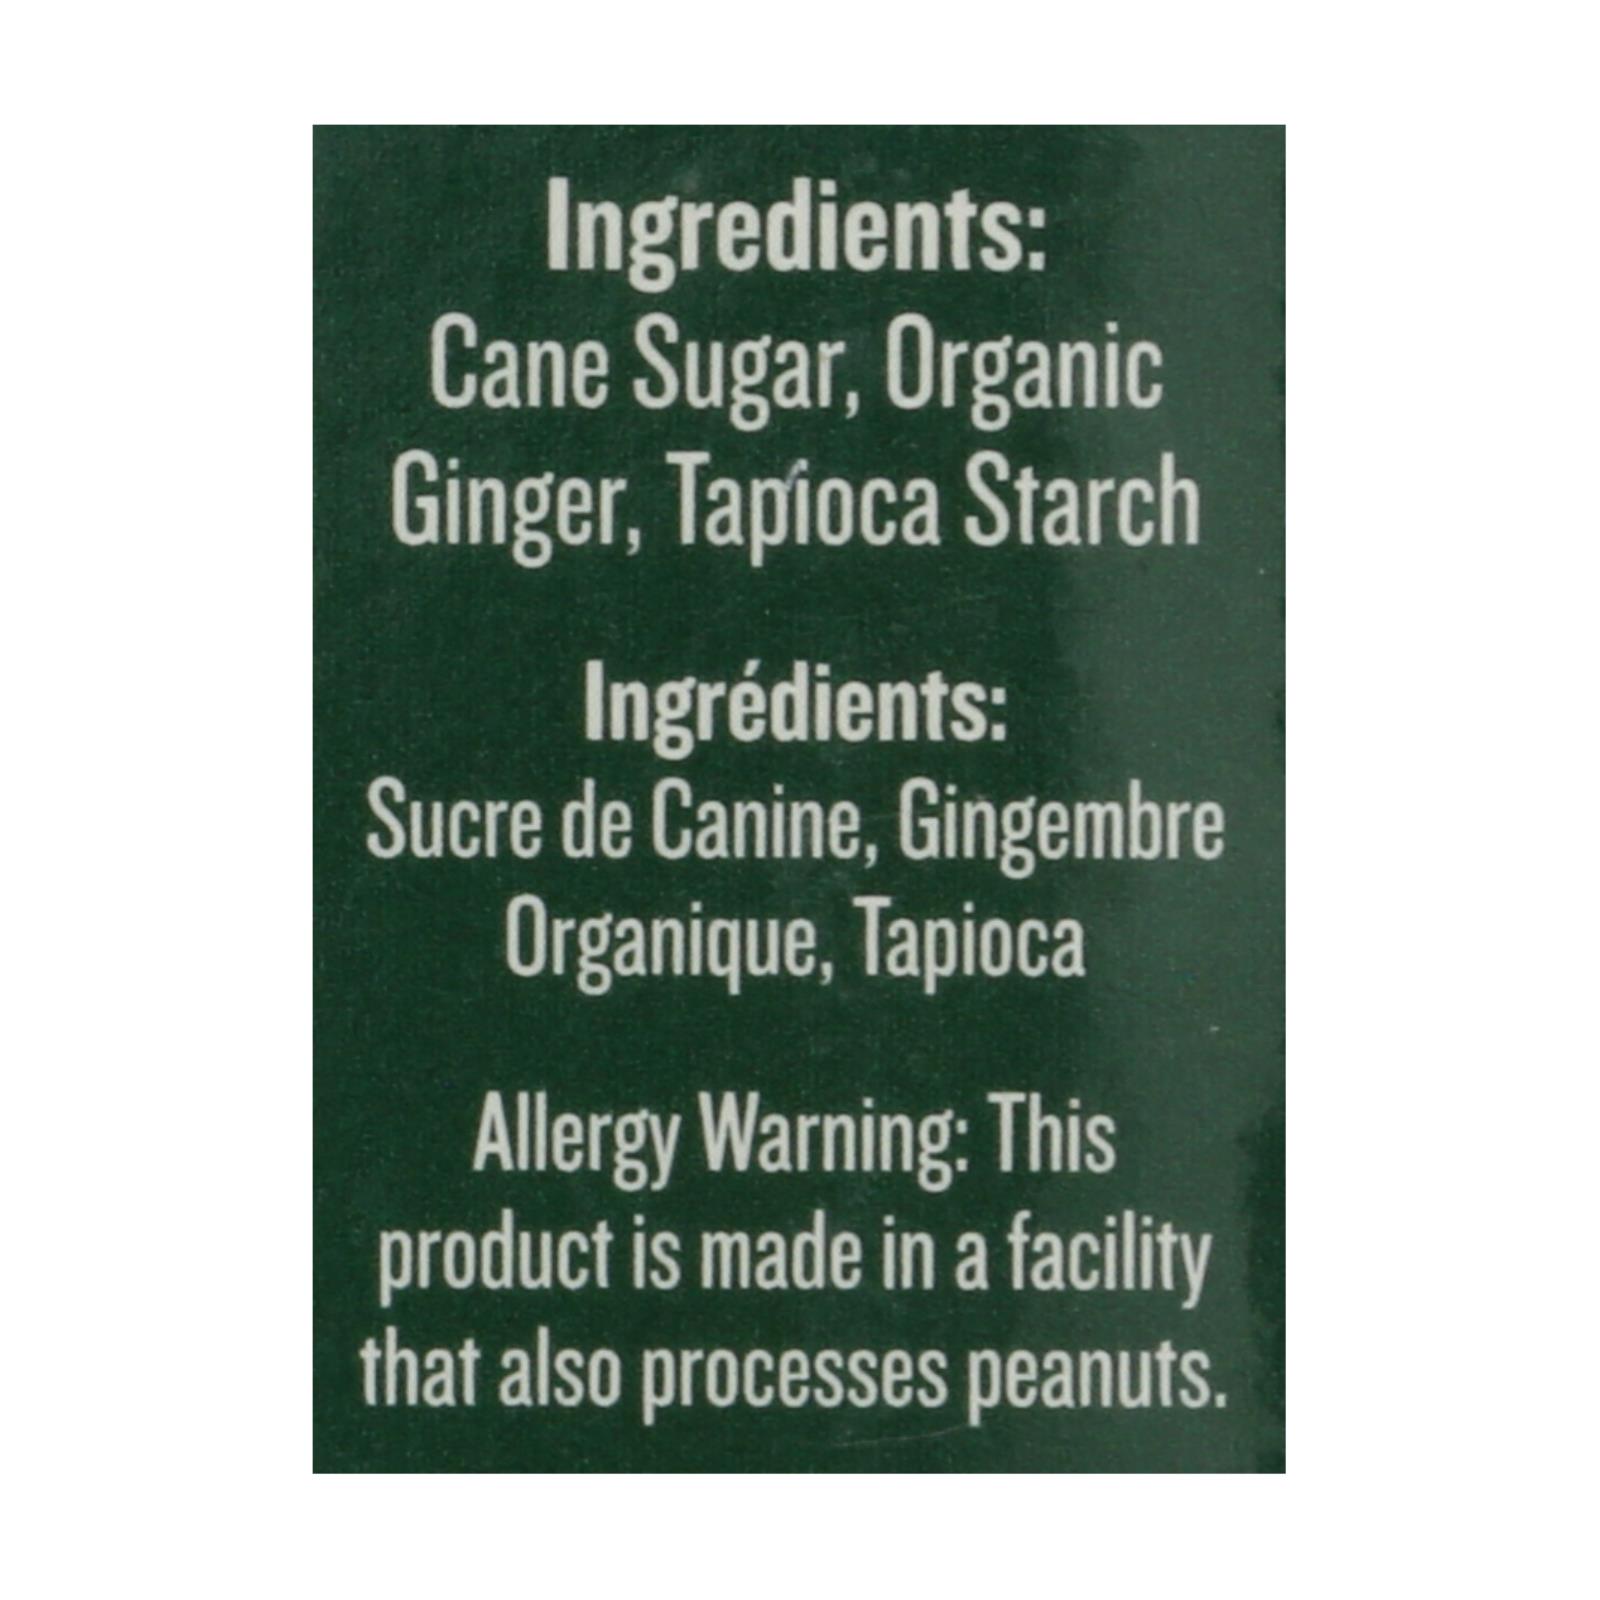 Ingredients:
Cane Sugar, Organic
Ginger, Tapioca Starch
Ingrédients:
Sucre de Canine, Gingembre
Organique, Tapioca
Allergy Warning: This
product is made in a facility
that also processes peanuts.